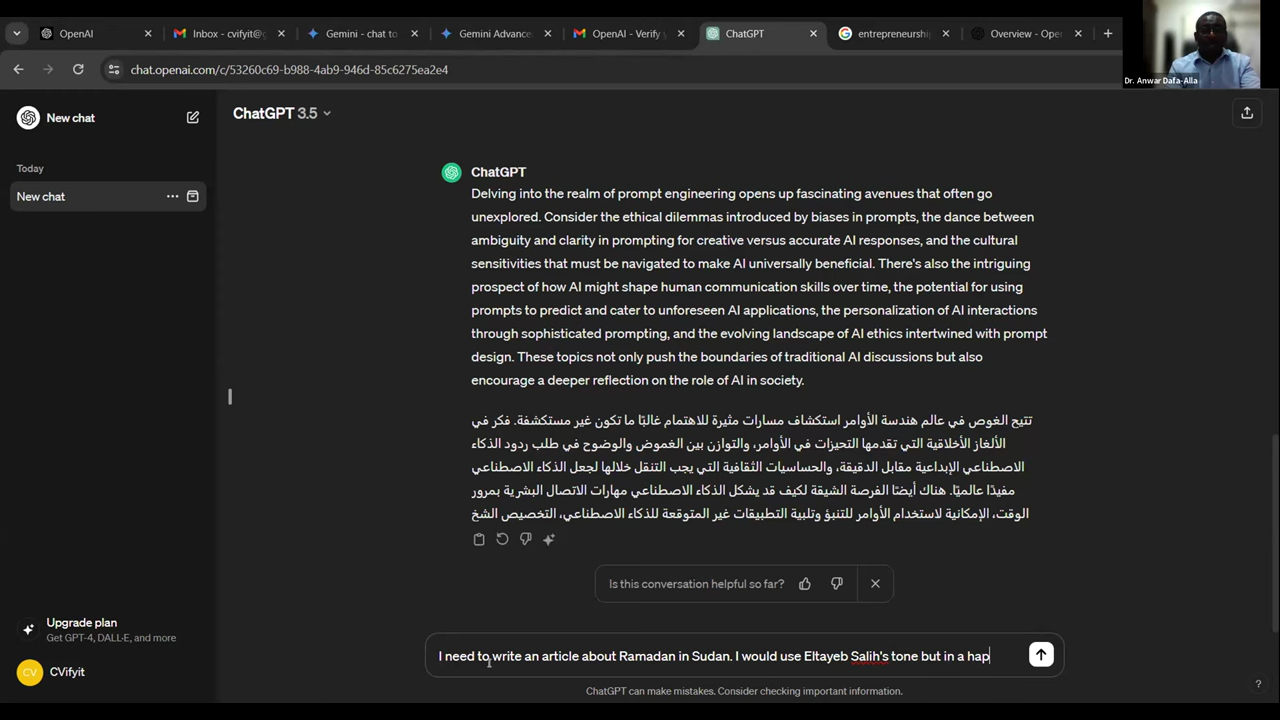 OpenAI
Inbox - cvifyit@g
Gemini - chat to
Gemini Advance
OpenAI - Verify y
ChatGPT
entrepreneurship
Overview - Open
chat.openai.com/c/53260c69-b988-4ab9-946d-85c6275ea2e4
Dr. Anwar Dafa-Alla
New chat
ChatGPT 3.5
Today
New chat
ChatGPT
Delving into the realm of prompt engineering opens up fascinating avenues that often go
unexplored. Consider the ethical dilemmas introduced by biases in prompts, the dance between
ambiguity and clarity in prompting for creative versus accurate AI responses, and the cultural
sensitivities that must be navigated to make AI universally beneficial. There's also the intriguing
prospect of how AI might shape human communication skills over time, the potential for using
prompts to predict and cater to unforeseen AI applications, the personalization of AI interactions
through sophisticated prompting, and the evolving landscape of AI ethics intertwined with prompt
design. These topics not only push the boundaries of traditional AI discussions but also
encourage a deeper reflection on the role of AI in society.
تتيح الغوص في عالم هندسة الأوامر استكشاف مسارات مثيرة للاهتمام غالبًا ما تكون غير مستكشفة. فكر في
الألغاز الأخلاقية التي تقدمها التحيزات في الأوامر، والتوازن بين الغموض والوضوح في طلب ردود الذكاء
الاصطناعي الإبداعية مقابل الدقيقة، والحساسيات الثقافية التي يجب التنقل خلالها لجعل الذكاء الاصطناعي
مفيدًا عالميًا. هناك أيضًا الفرصة الشيقة لكيف قد يشكل الذكاء الاصطناعي مهارات الاتصال البشرية بمرور
الوقت، الإمكانية لاستخدام الأوامر للتنبؤ وتلبية التطبيقات غير المتوقعة للذكاء الاصطناعي، التخصيص الشخ
Is this conversation helpful so far?
Upgrade plan
Get GPT-4, DALL·E, and more
CVifyit
I need to write an article about Ramadan in Sudan. I would use Eltayeb Salih's tone but in a hap
ChatGPT can make mistakes. Consider checking important information.
?